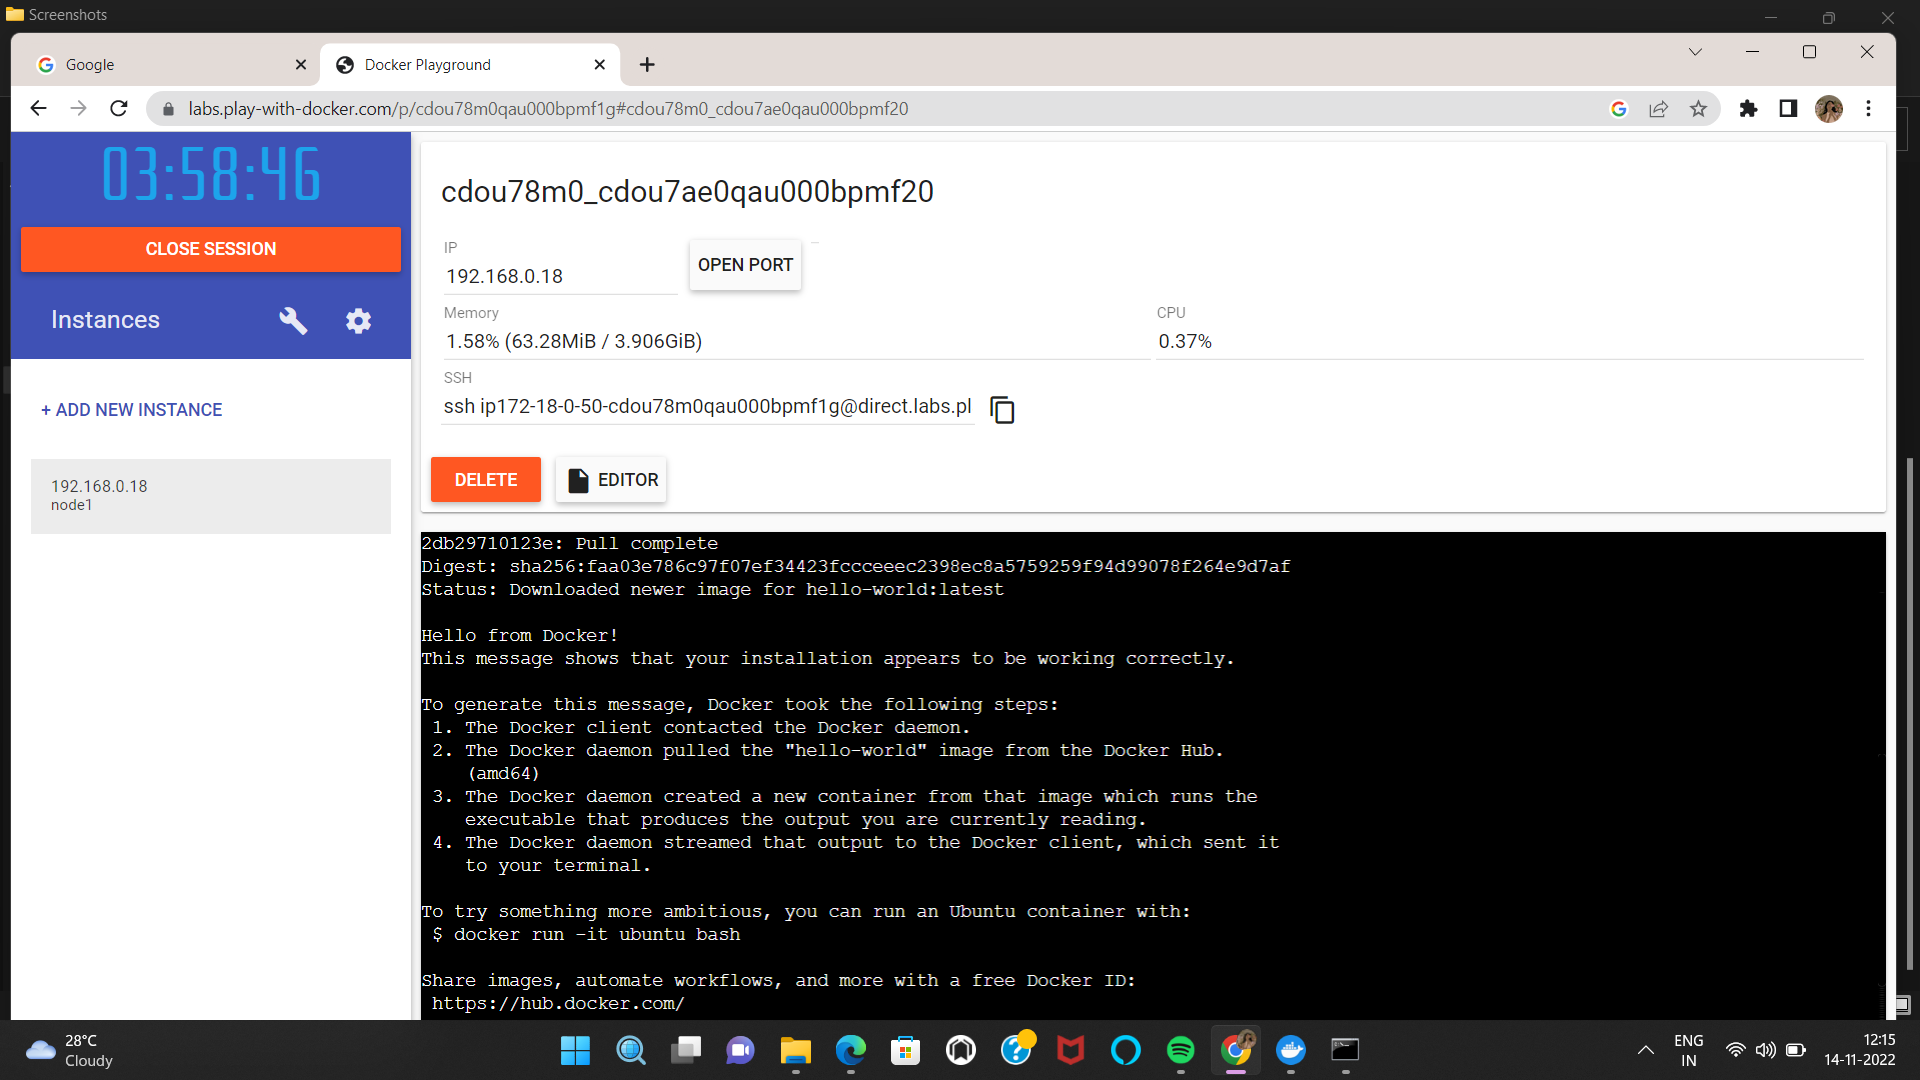 Screenshots
Google
Docker Playground
labs.play-with-docker.com/p/cdou78m0qau000bpmf1g#cdou78m0_cdou7ae0qau000bpmf20
03:58:46
CLOSE SESSION
Instances
+ ADD NEW INSTANCE
192.168.0.18
node1
cdou78m0_cdou7ae0qau000bpmf20
IP
192.168.0.18
OPEN PORT
Memory
1.58% (63.28MiB / 3.906GiB)
CPU
0.37%
SSH
ssh ip172-18-0-50-cdou78m0qau000bpmf1g@direct.labs.pl
DELETE
EDITOR
2db29710123e: Pull complete
Digest: sha256:faa03e786c97f07ef34423fccceeec2398ec8a5759259f94d99078f264e9d7af
Status: Downloaded newer image for hello-world:latest
Hello from Docker!
This message shows that your installation appears to be working correctly.
To generate this message, Docker took the following steps:
1. The Docker client contacted the Docker daemon.
2. The Docker daemon pulled the "hello-world" image from the Docker Hub.
(amd64)
3. The Docker daemon created a new container from that image which runs the
executable that produces the output you are currently reading.
4. The Docker daemon streamed that output to the Docker client, which sent it
to your terminal.
To try something more ambitious, you can run an Ubuntu container with:
$ docker run -it ubuntu bash
Share images, automate workflows, and more with a free Docker ID:
https://hub.docker.com/
28°C
Cloudy
ENG
IN
12:15
14-11-2022